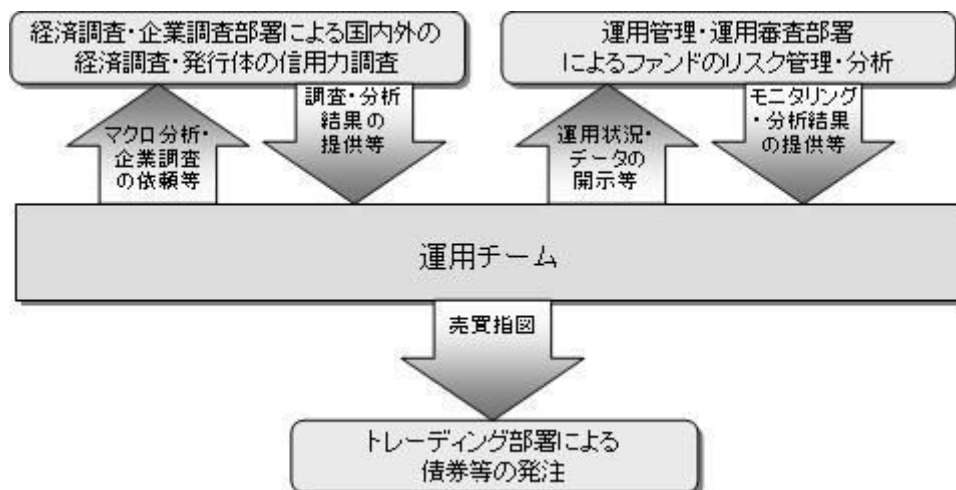 経済調査・企業調査部署による国内外の
経済調査・発行体の信用力調査
運用管理・運用審査部署
によるファンドのリスク管理・分析
マクロ分析・
企業調査
の依頼等
調査・分析
結果の
提供等
運用状況・
データの
開示等
モニタリング
・分析結果
の提供等
運用チーム
売買指図
トレーディング部署による
債券等の発注